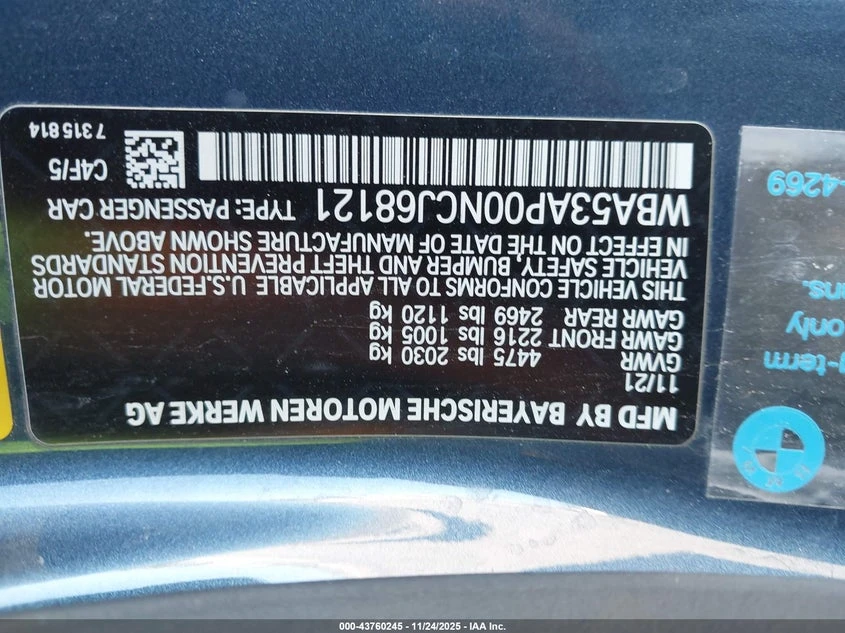 MFD BY BAYERISCHE MOTOREN WERKE AG
11/21
GVWR 4475 lbs 2030 kg
GAWR FRONT 2216 lbs 1005 kg
GAWR REAR 2469 lbs 1120 kg
THIS VEHICLE CONFORMS TO ALL APPLICABLE U.S.FEDERAL MOTOR
VEHICLE SAFETY, BUMPER AND THEFT PREVENTION STANDARDS
IN EFFECT ON THE DATE OF MANUFACTURE SHOWN ABOVE.
WBA53AP00NCJ68121 TYPE: PASSENGER CAR
C4F/5
7315814
-term
only
-4269
000-43760245 - 11/24/2025 - IAA Inc.